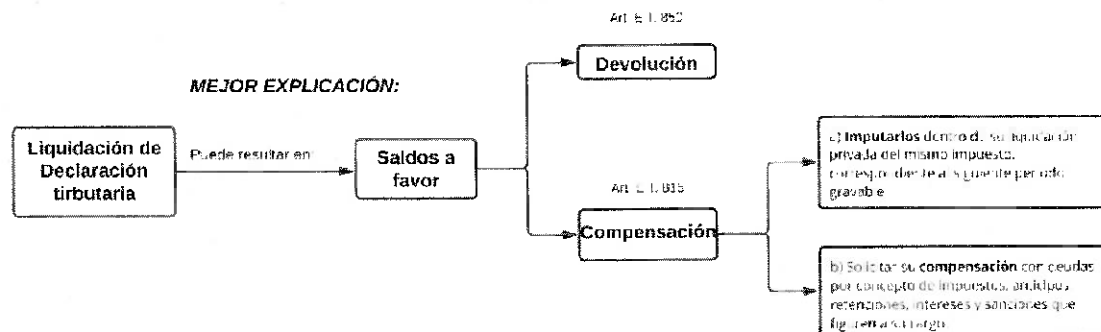 Art. E.T. 850
Devolución
MEJOR EXPLICACIÓN:
Liquidación de
Declaración
tirbutaria
Puede resultar en:
Saldos a
favor
Art. E.T. 815
Compensación
a) Imputarlos dentro de su liquidación
privada del mismo impuesto,
correspondiente al siguiente período
gravable
b) Solicitar su compensación con deudas
por concepto de impuestos, anticipos,
retenciones, intereses y sanciones que
figuren a su cargo